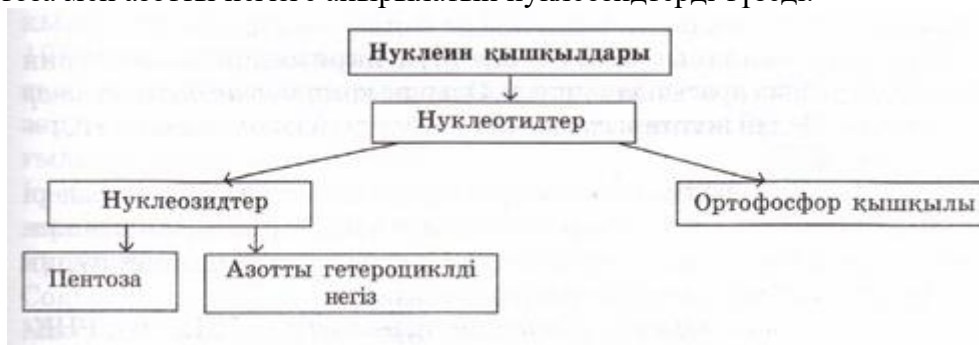 Нуклеин қышқылдары
Нуклеотидтер
Нуклеозидтер
Ортофосфор қышқылы
Пентоза
Азотты гетероциклді
негіз